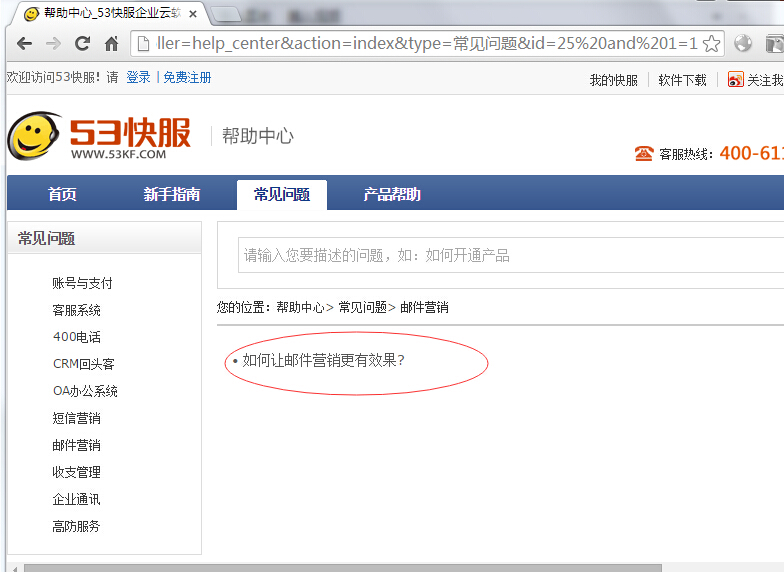 帮助中心_53快服企业云软
ller=help_center&action=index&type=常见问题&id=25%20and%201=1
欢迎访问53快服！请 登录 | 免费注册
我的快服 软件下载 关注我
53快服
WWW.53KF.COM
帮助中心
客服热线：400-611
首页 新手指南 常见问题 产品帮助
常见问题
请输入您要描述的问题，如：如何开通产品
账号与支付
客服系统
400电话
CRM回头客
OA办公系统
短信营销
邮件营销
收支管理
企业通讯
高防服务
您的位置：帮助中心> 常见问题> 邮件营销
• 如何让邮件营销更有效果？